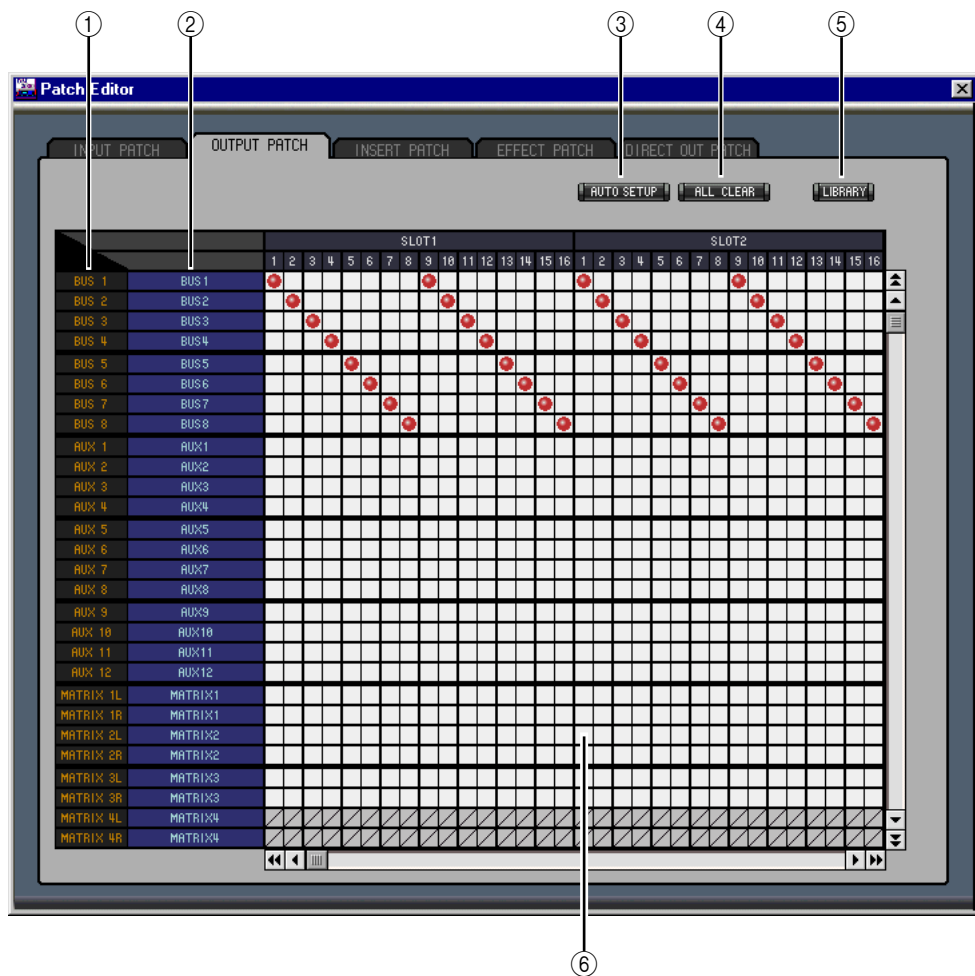 ① ② ③ ④ ⑤
Patch Editor
INPUT PATCH OUTPUT PATCH INSERT PATCH EFFECT PATCH DIRECT OUT PATCH
AUTO SETUP ALL CLEAR LIBRARY
SLOT1 SLOT2
1 2 3 4 5 6 7 8 9 10 11 12 13 14 15 16 1 2 3 4 5 6 7 8 9 10 11 12 13 14 15 16
BUS 1 BUS1
BUS 2 BUS2
BUS 3 BUS3
BUS 4 BUS4
BUS 5 BUS5
BUS 6 BUS6
BUS 7 BUS7
BUS 8 BUS8
AUX 1 AUX1
AUX 2 AUX2
AUX 3 AUX3
AUX 4 AUX4
AUX 5 AUX5
AUX 6 AUX6
AUX 7 AUX7
AUX 8 AUX8
AUX 9 AUX9
AUX 10 AUX10
AUX 11 AUX11
AUX 12 AUX12
MATRIX 1L MATRIX1
MATRIX 1R MATRIX1
MATRIX 2L MATRIX2
MATRIX 2R MATRIX2
MATRIX 3L MATRIX3
MATRIX 3R MATRIX3
MATRIX 4L MATRIX4
MATRIX 4R MATRIX4
⑥